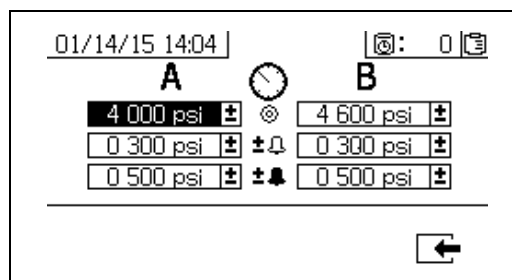 01/14/15 14:04 : 0
A B
4 000 psi ± 4 600 psi ±
0 300 psi ± ± 0 300 psi ±
0 500 psi ± ± 0 500 psi ±